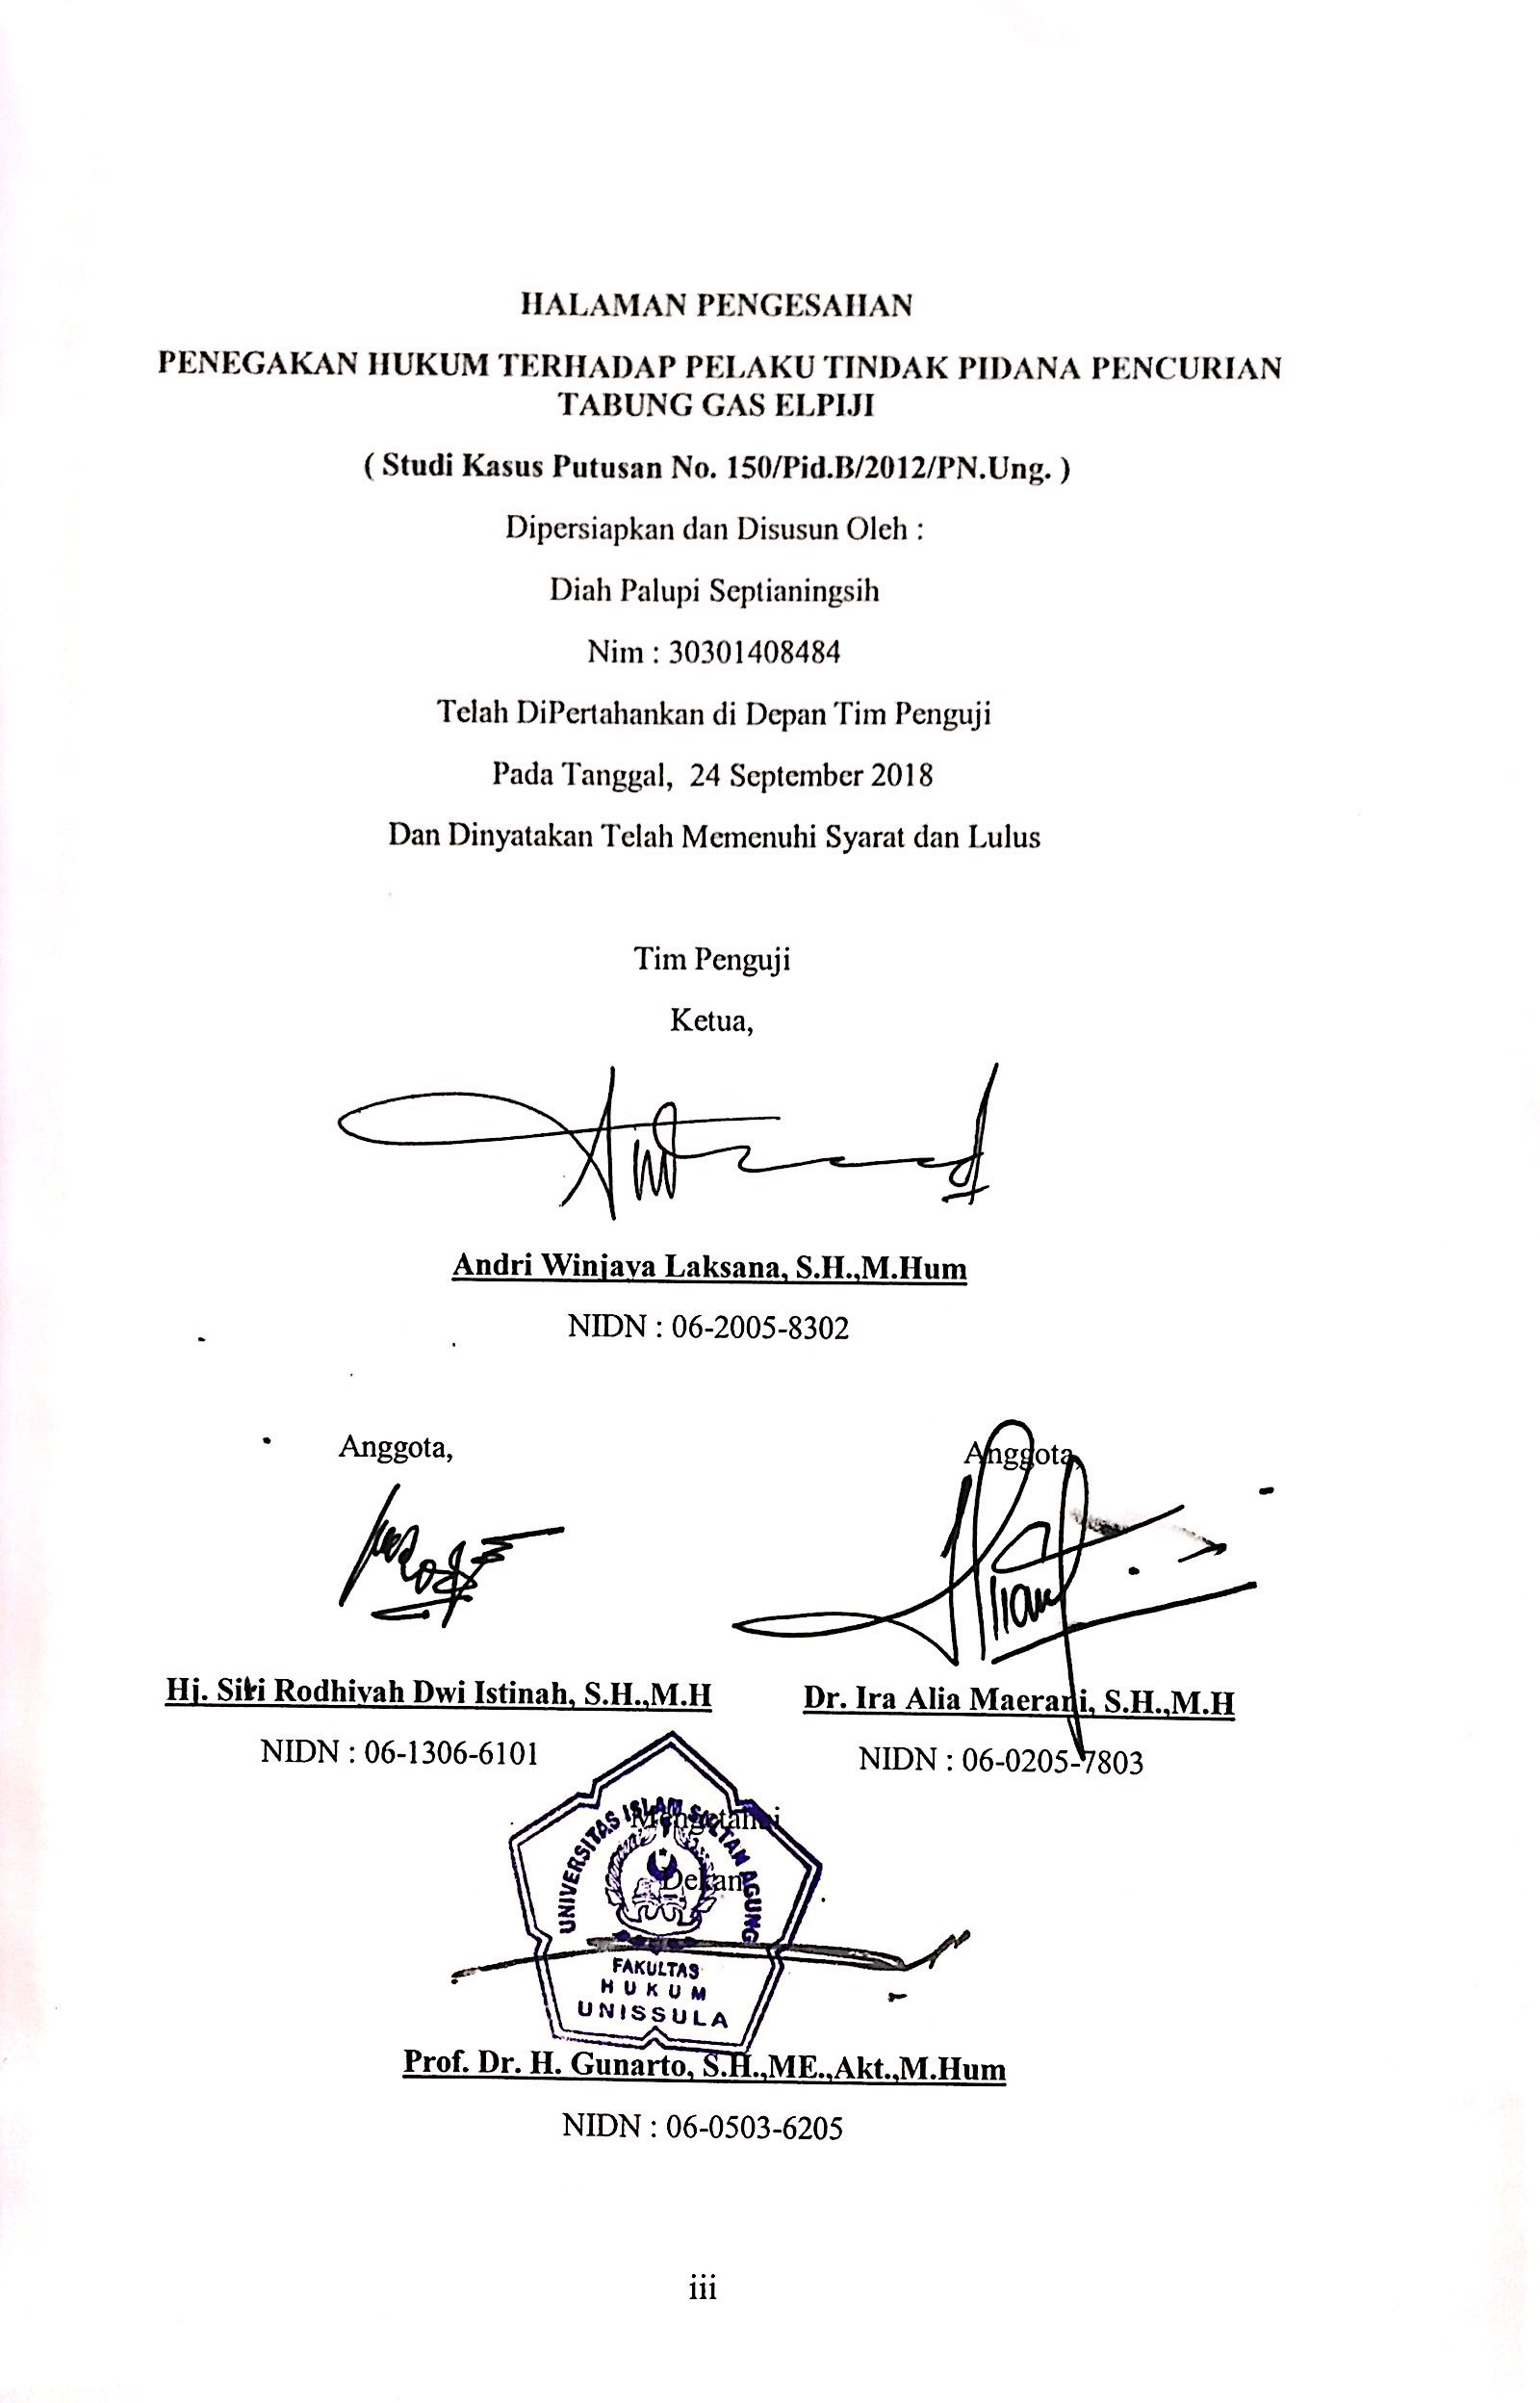 HALAMAN PENGESAHAN
PENEGAKAN HUKUM TERHADAP PELAKU TINDAK PIDANA PENCURIAN
TABUNG GAS ELPIJI
( Studi Kasus Putusan No. 150/Pid.B/2012/PN.Ung. )
Dipersiapkan dan Disusun Oleh :
Diah Palupi Septianingsih
Nim : 30301408484
Telah DiPertahankan di Depan Tim Penguji
Pada Tanggal, 24 September 2018
Dan Dinyatakan Telah Memenuhi Syarat dan Lulus
Tim Penguji
Ketua,
Andri Winjaya Laksana, S.H.,M.Hum
NIDN : 06-2005-8302
Anggota,
Anggota,
Hj. Siti Rodhiyah Dwi Istinah, S.H.,M.H
Dr. Ira Alia Maerani, S.H.,M.H
NIDN : 06-1306-6101
NIDN : 06-0205-7803
Mengetahui
Dekan
UNIVERSITAS ISLAM SULTAN AGUNG
FAKULTAS
HUKUM
UNISSULA
Prof. Dr. H. Gunarto, S.H.,ME.,Akt.,M.Hum
NIDN : 06-0503-6205
iii